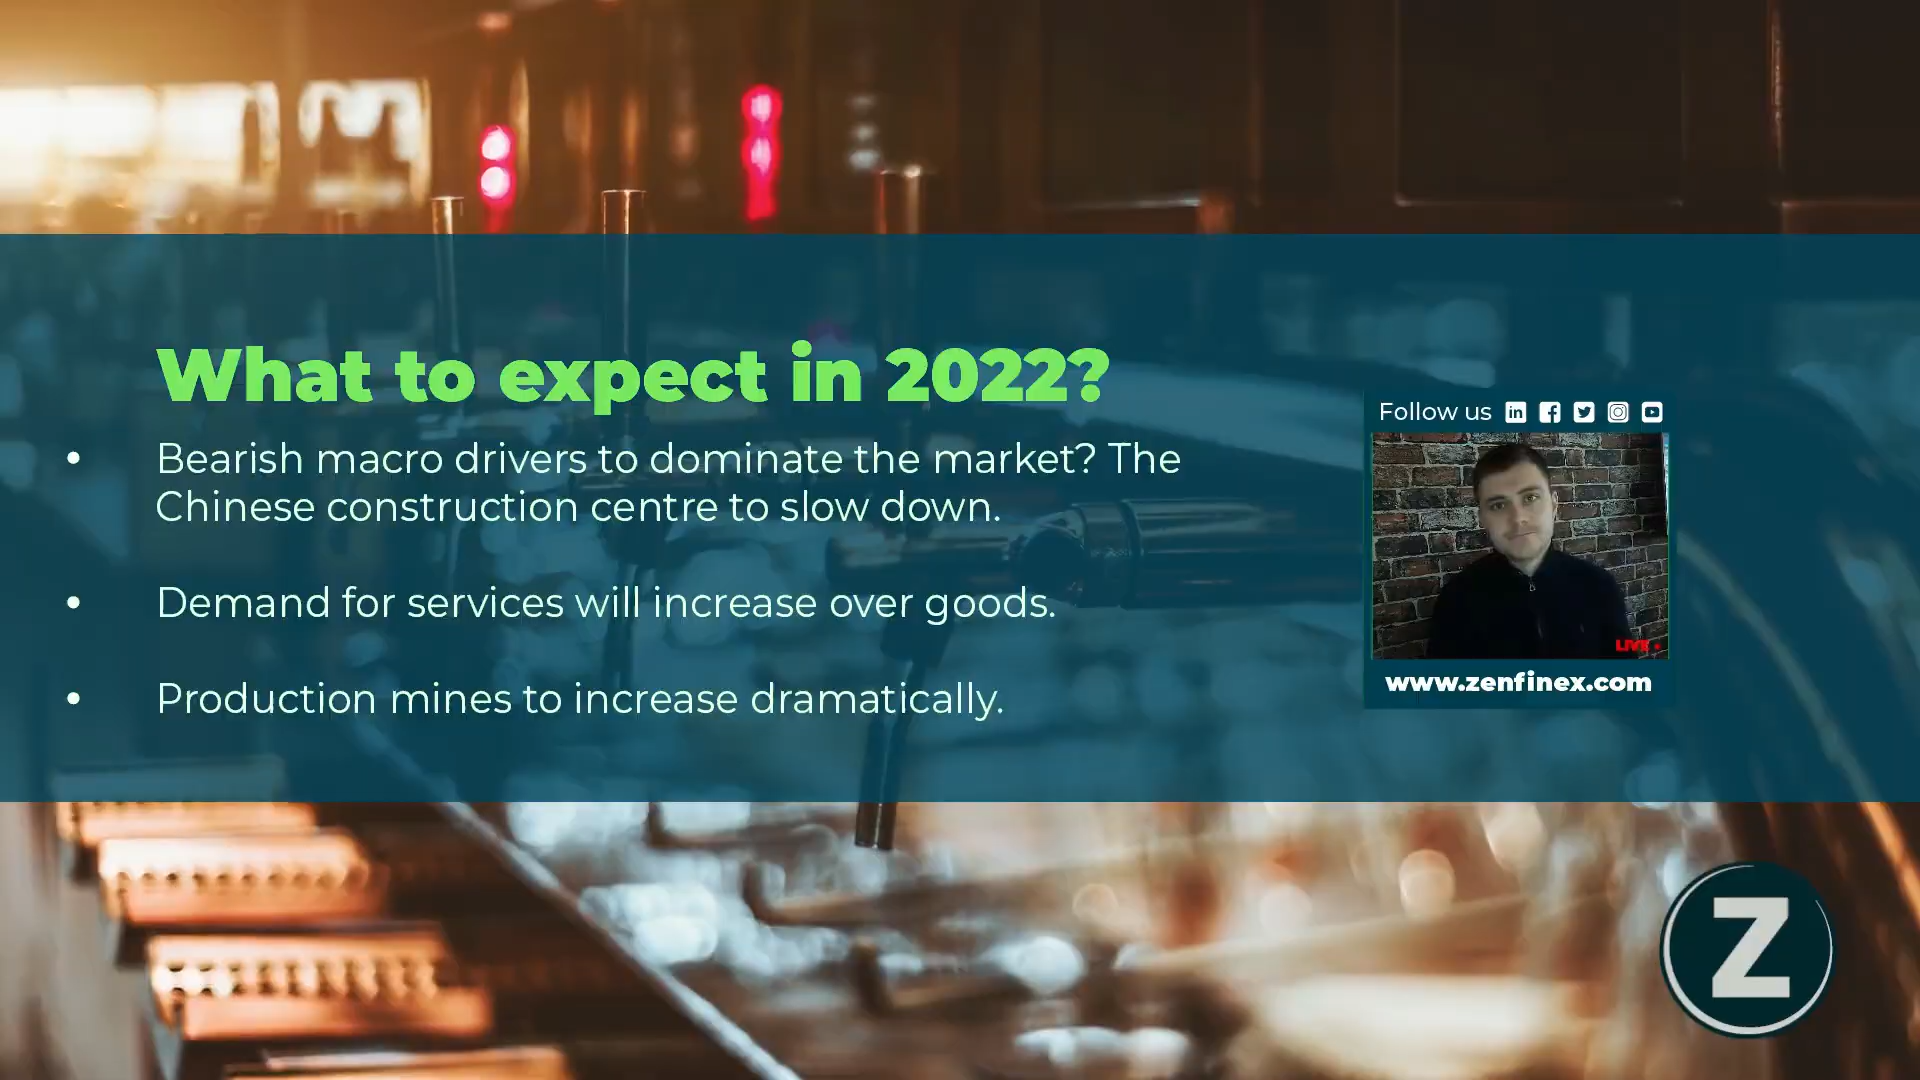 What to expect in 2022?
• Bearish macro drivers to dominate the market? The
Chinese construction centre to slow down.
• Demand for services will increase over goods.
• Production mines to increase dramatically.
Follow us
LIVE
www.zenfinex.com
Z